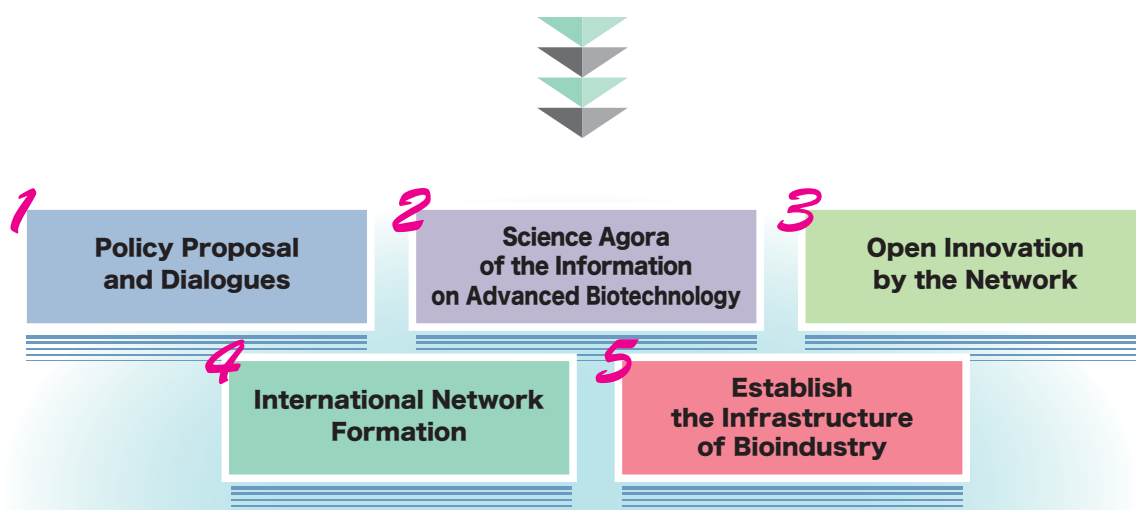 1
Policy Proposal
and Dialogues
2
Science Agora
of the Information
on Advanced Biotechnology
3
Open Innovation
by the Network
4
International Network
Formation
5
Establish
the Infrastructure
of Bioindustry